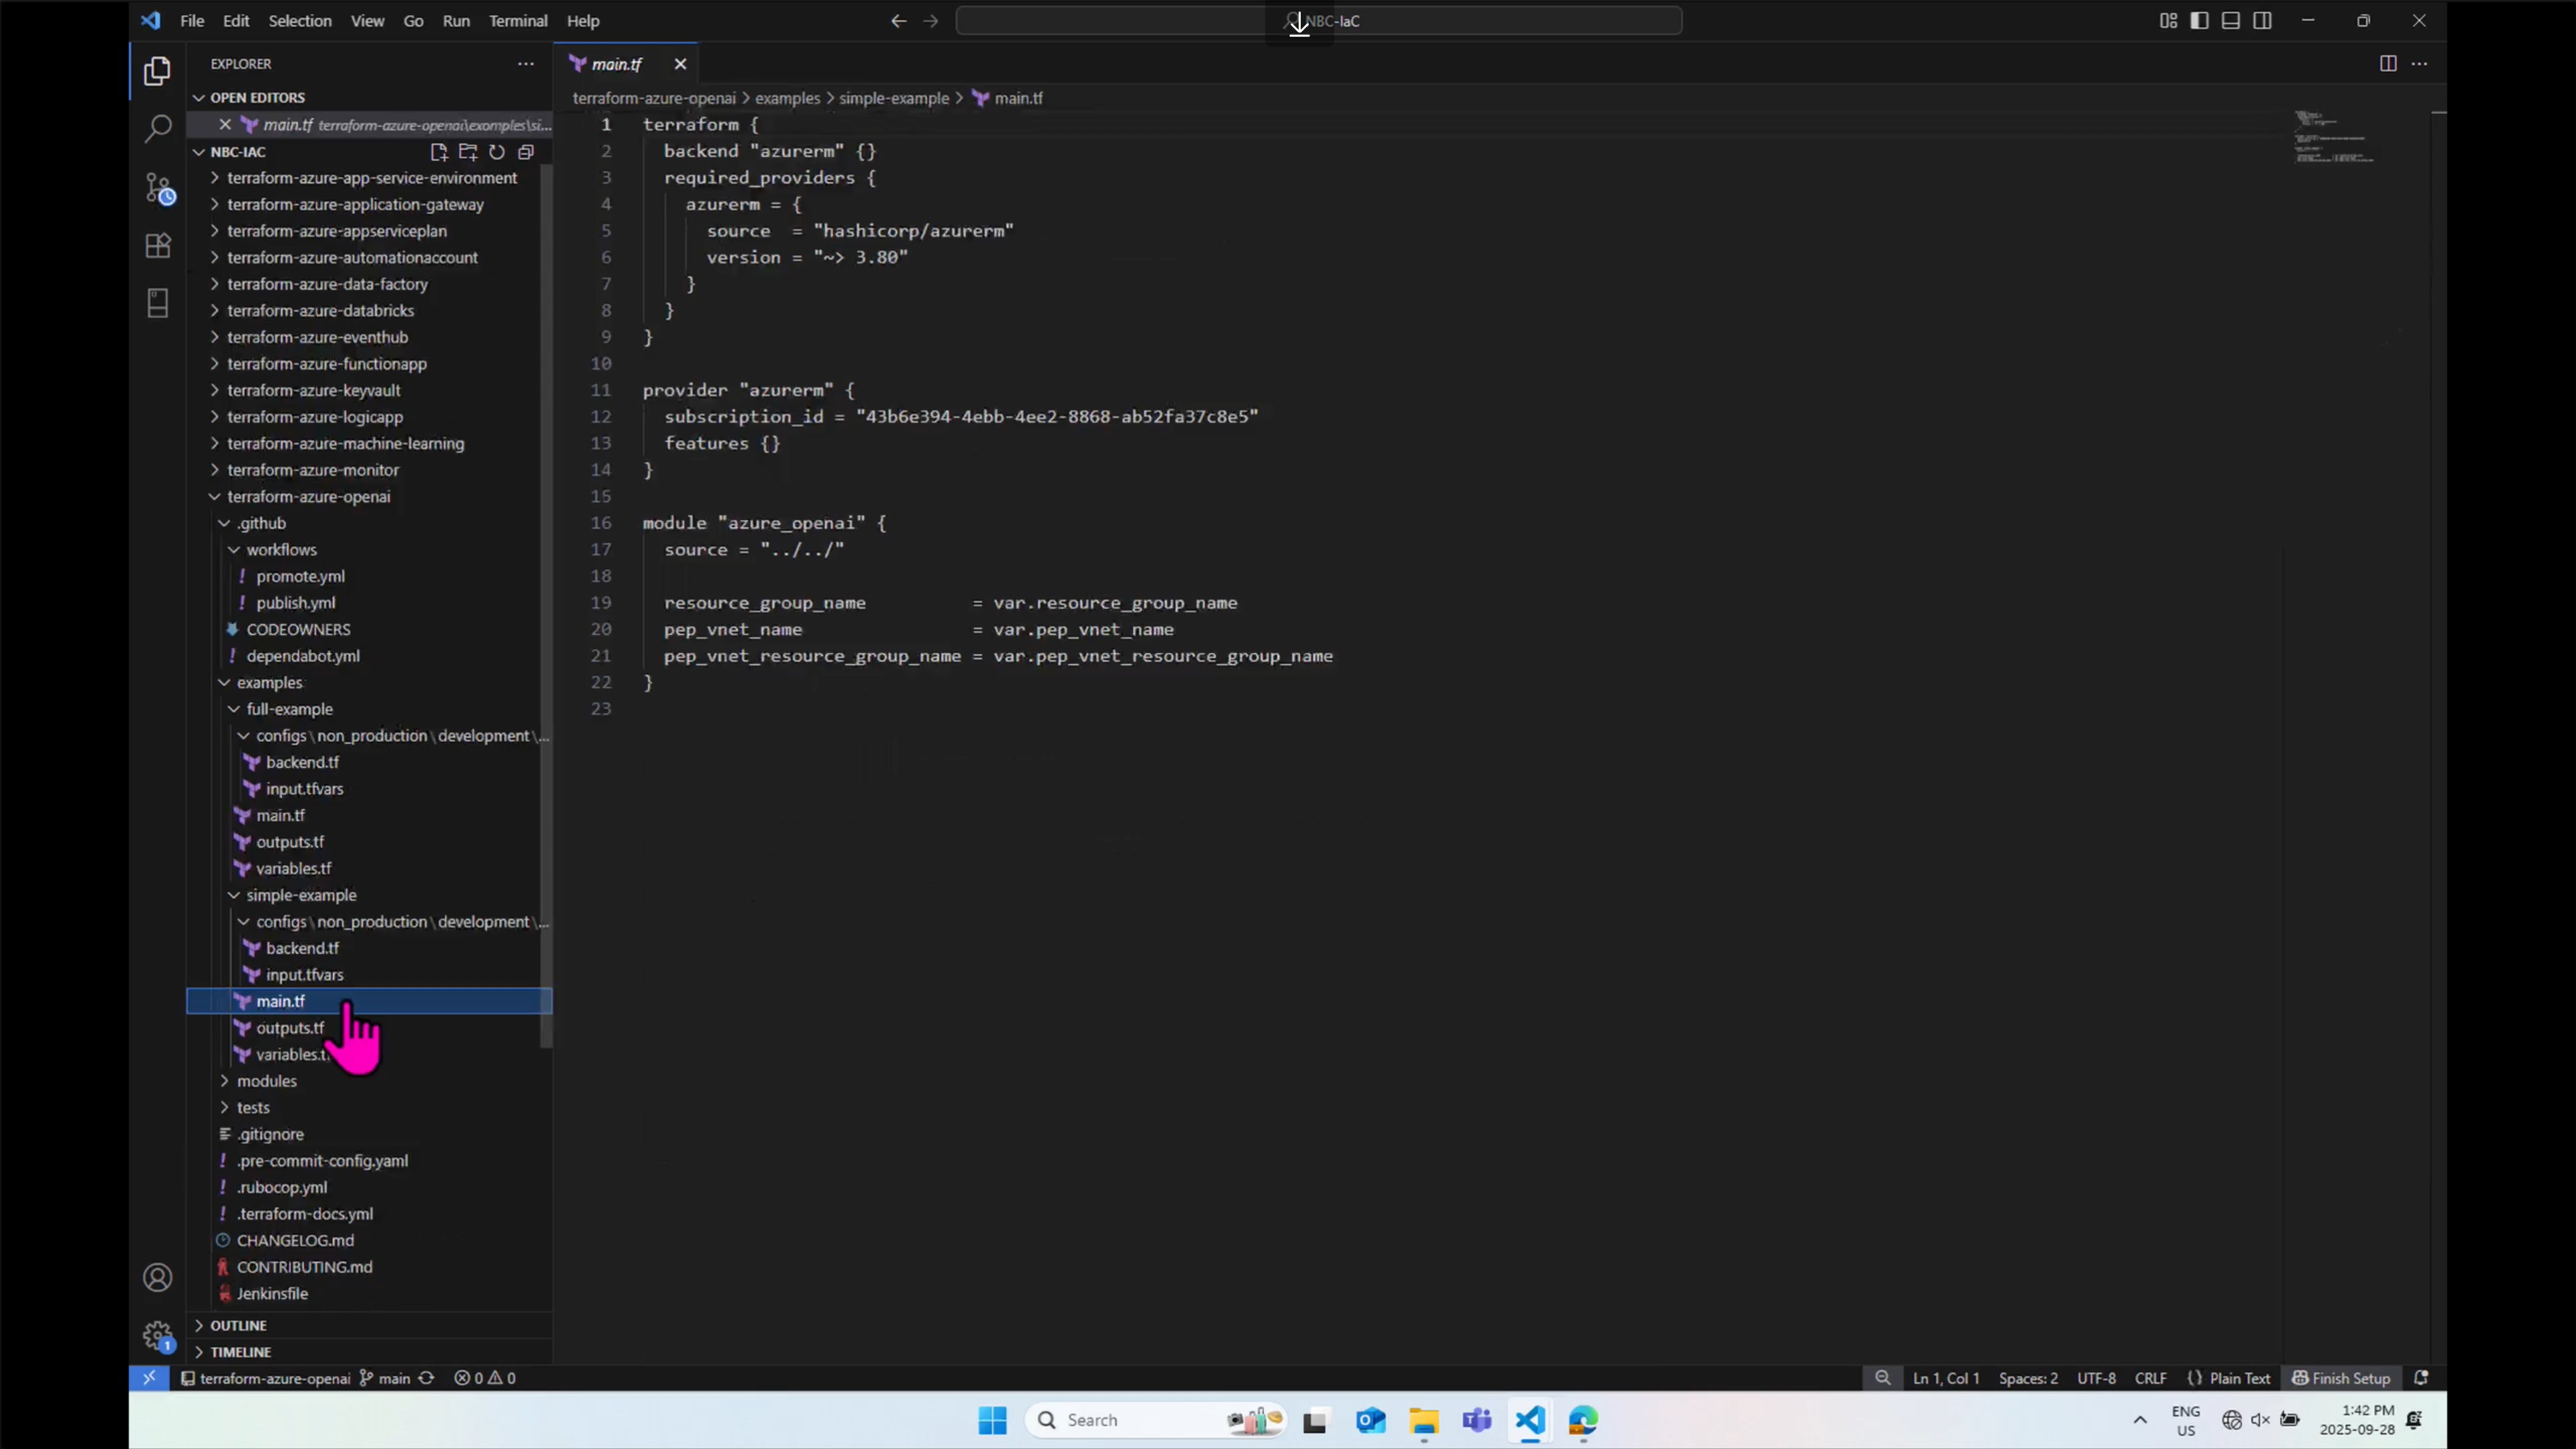 File Edit Selection View Go Run Terminal Help
NBC-IaC
EXPLORER
OPEN EDITORS
main.tf terraform-azure-openai\examples\si...
NBC-IAC
terraform-azure-app-service-environment
terraform-azure-application-gateway
terraform-azure-appserviceplan
terraform-azure-automationaccount
terraform-azure-data-factory
terraform-azure-databricks
terraform-azure-eventhub
terraform-azure-functionapp
terraform-azure-keyvault
terraform-azure-logicapp
terraform-azure-machine-learning
terraform-azure-monitor
terraform-azure-openai
.github
workflows
promote.yml
publish.yml
CODEOWNERS
dependabot.yml
examples
full-example
configs\non_production\development\...
backend.tf
input.tfvars
main.tf
outputs.tf
variables.tf
simple-example
configs\non_production\development\...
backend.tf
input.tfvars
main.tf
outputs.tf
variables.tf
modules
tests
.gitignore
.pre-commit-config.yaml
.rubocop.yml
.terraform-docs.yml
CHANGELOG.md
CONTRIBUTING.md
Jenkinsfile
OUTLINE
TIMELINE
main.tf
terraform-azure-openai > examples > simple-example > main.tf
1 terraform {
2 backend "azurerm" {}
3 required_providers {
4 azurerm = {
5 source = "hashicorp/azurerm"
6 version = "~> 3.80"
7 }
8 }
9 }
10
11 provider "azurerm" {
12 subscription_id = "43b6e394-4ebb-4ee2-8868-ab52fa37c8e5"
13 features {}
14 }
15
16 module "azure_openai" {
17 source = "../../"
18
19 resource_group_name = var.resource_group_name
20 pep_vnet_name = var.pep_vnet_name
21 pep_vnet_resource_group_name = var.pep_vnet_resource_group_name
22 }
23
terraform-azure-openai main 0 0
Ln 1, Col 1 Spaces: 2 UTF-8 CRLF {} Plain Text Finish Setup
Search
ENG
US
1:42 PM
2025-09-28